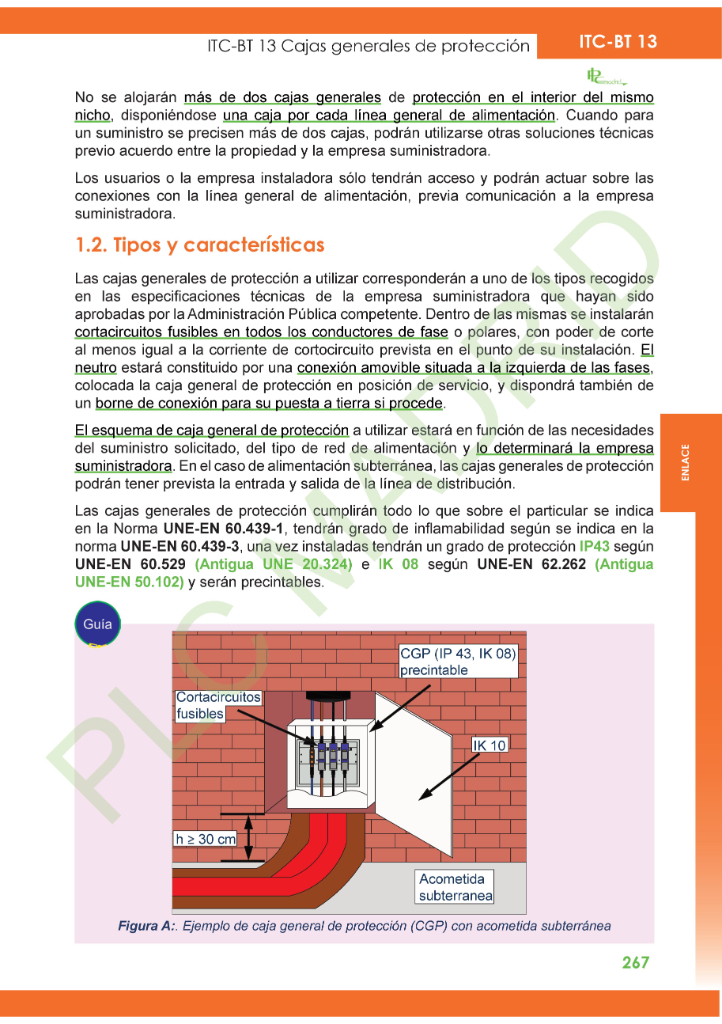 ITC-BT 13 Cajas generales de protección
ITC-BT 13
No se alojarán más de dos cajas generales de protección en el interior del mismo
nicho, disponiéndose una caja por cada línea general de alimentación. Cuando para
un suministro se precisen más de dos cajas, podrán utilizarse otras soluciones técnicas
previo acuerdo entre la propiedad y la empresa suministradora.
Los usuarios o la empresa instaladora sólo tendrán acceso y podrán actuar sobre las
conexiones con la línea general de alimentación, previa comunicación a la empresa
suministradora.
1.2. Tipos y características
Las cajas generales de protección a utilizar corresponderán a uno de los tipos recogidos
en las especificaciones técnicas de la empresa suministradora que hayan sido
aprobadas por la Administración Pública competente. Dentro de las mismas se instalarán
cortacircuitos fusibles en todos los conductores de fase o polares, con poder de corte
al menos igual a la corriente de cortocircuito prevista en el punto de su instalación. El
neutro estará constituido por una conexión amovible situada a la izquierda de las fases,
colocada la caja general de protección en posición de servicio, y dispondrá también de
un borne de conexión para su puesta a tierra si procede.
El esquema de caja general de protección a utilizar estará en función de las necesidades
del suministro solicitado, del tipo de red de alimentación y lo determinará la empresa
suministradora. En el caso de alimentación subterránea, las cajas generales de protección
podrán tener prevista la entrada y salida de la línea de distribución.
Las cajas generales de protección cumplirán todo lo que sobre el particular se indica
en la Norma UNE-EN 60.439-1, tendrán grado de inflamabilidad según se indica en la
norma UNE-EN 60.439-3, una vez instaladas tendrán un grado de protección IP43 según
UNE-EN 60.529 (Antigua UNE 20.324) e IK 08 según UNE-EN 62.262 (Antigua
UNE-EN 50.102) y serán precintables.
ENLACE
Guía
CGP (IP 43, IK 08)
precintable
Cortacircuitos
fusibles
IK 10
h ≥ 30 cm
Acometida
subterranea
Figura A:. Ejemplo de caja general de protección (CGP) con acometida subterránea
267
PLC MADRID